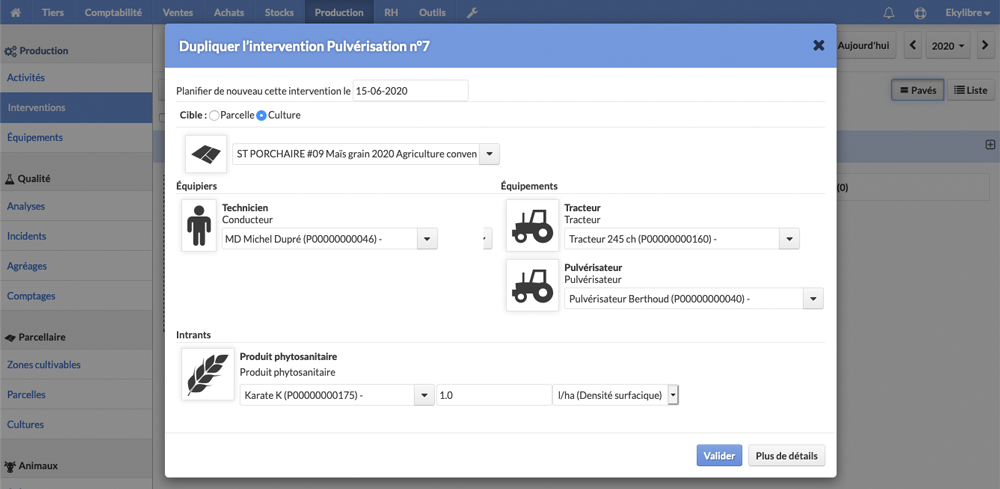 Tiers Comptabilité Ventes Achats Stocks Production RH Outils Ekylibre
Production
Activités
Interventions
Équipements
Qualité
Analyses
Incidents
Agréages
Comptages
Parcellaire
Zones cultivables
Parcelles
Cultures
Animaux
Aujourd'hui 2020
Pavés Liste
(0)
Dupliquer l'intervention Pulvérisation n°7
Planifier de nouveau cette intervention le 15-06-2020
Cible : Parcelle Culture
ST PORCHAIRE #09 Maïs grain 2020 Agriculture conven
Équipiers
Technicien
Conducteur
MD Michel Dupré (P00000000046) -
Équipements
Tracteur
Tracteur
Tracteur 245 ch (P00000000160) -
Pulvérisateur
Pulvérisateur
Pulvérisateur Berthoud (P00000000040) -
Intrants
Produit phytosanitaire
Produit phytosanitaire
Karate K (P00000000175) - 1.0 l/ha (Densité surfacique)
Valider Plus de détails